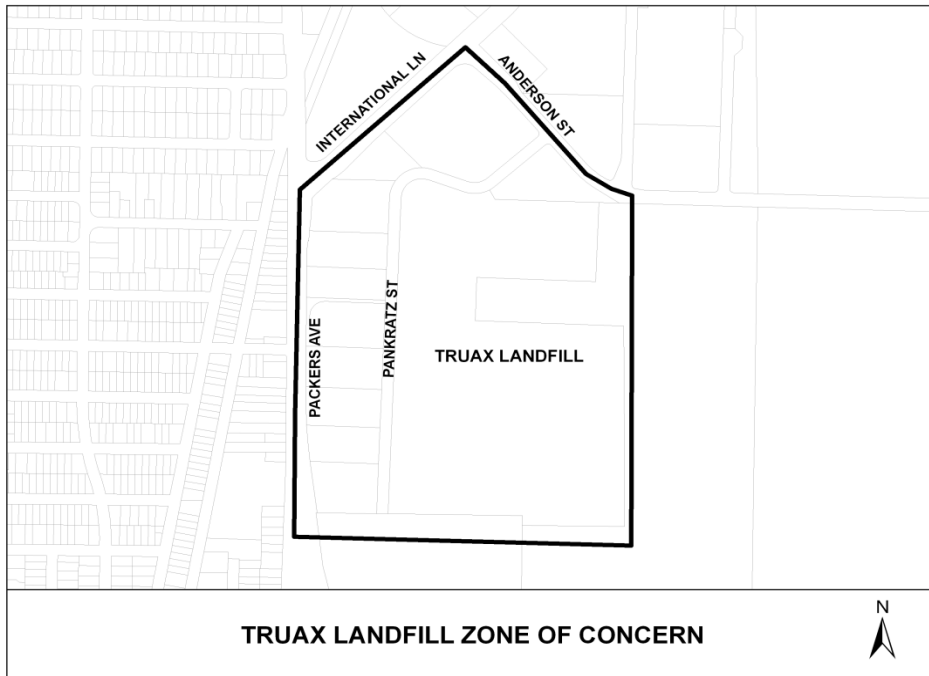 INTERNATIONAL LN
ANDERSON ST
PACKERS AVE
PANKRATZ ST
TRUAX LANDFILL
TRUAX LANDFILL ZONE OF CONCERN
N